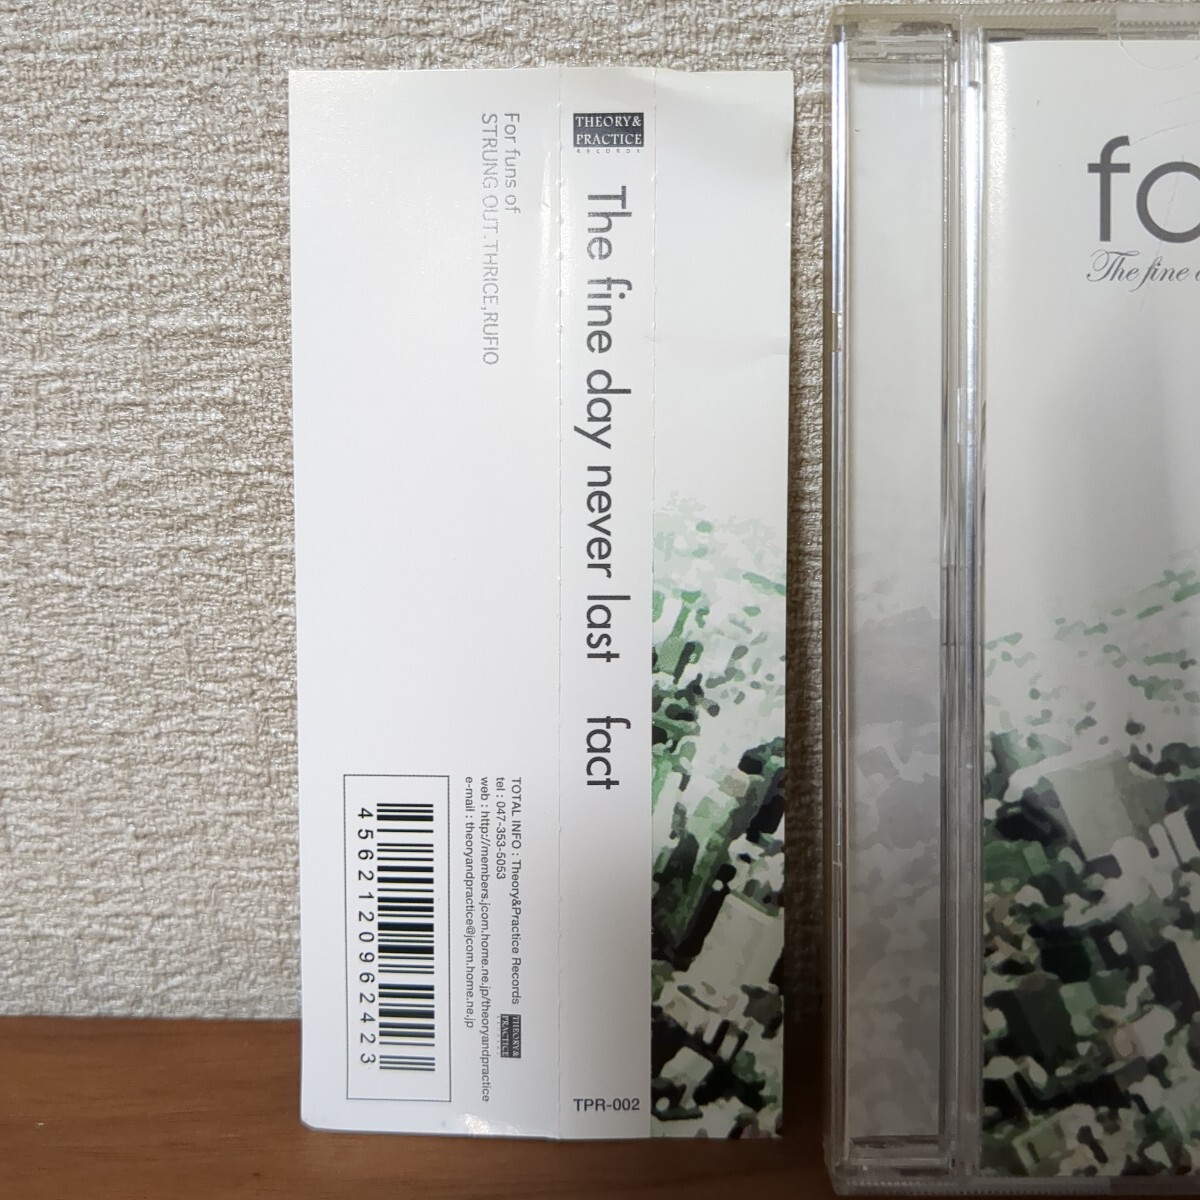 THEORY&
PRACTICE
RECORDS
The fine day never last fact
TPR-002
For funs of
STRUNG OUT.THRICE,RUFIO
TOTAL INFO : Theory&Practice Records
THEORY&
PRACTICE
tel : 047-353-5053
web : http://members.jcom.home.ne.jp/theoryandpractice
e-mail : theoryandpractice@jcom.home.ne.jp
4562120962423
fa
The fine